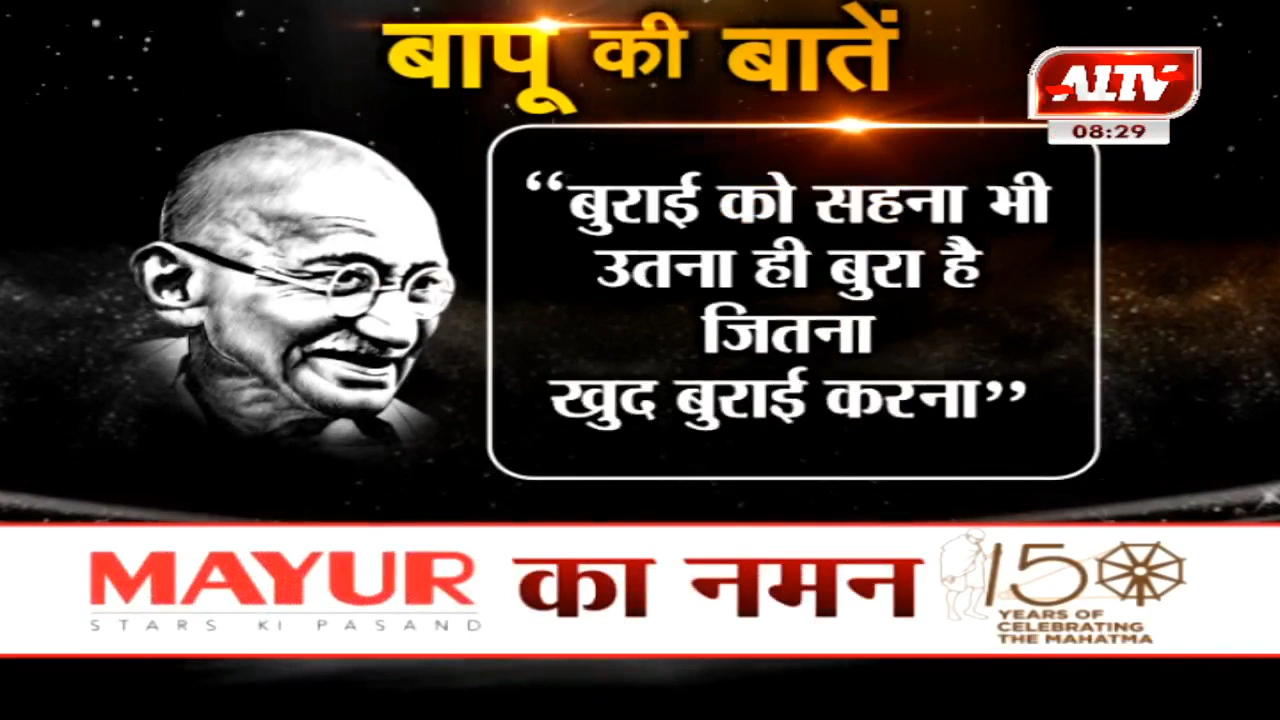 बापू की बातें
ALTV
08:29
“बुराई को सहना भी
उतना ही बुरा है
जितना
खुद बुराई करना”
MAYUR
STARS KI PASAND
का नमन
150
YEARS OF
CELEBRATING
THE MAHATMA